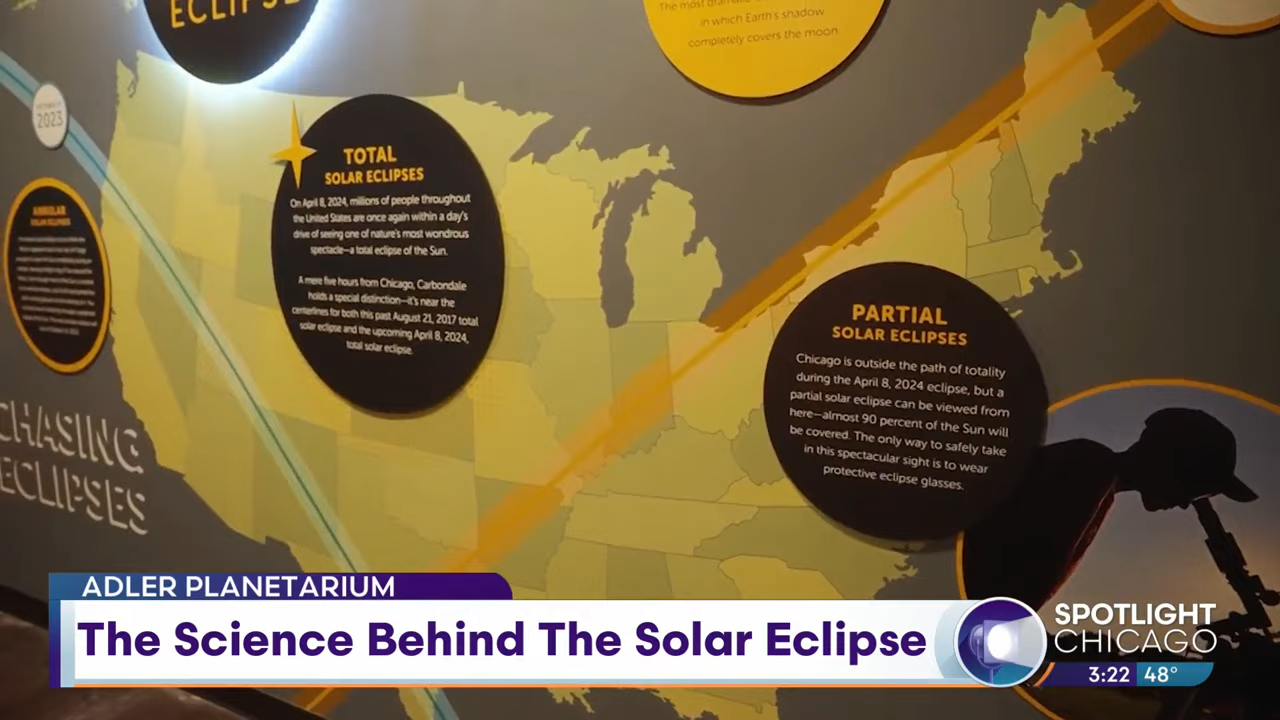 ECLIPSE
The most
in which Earth's shadow
completely covers the moon.
2023
TOTAL
SOLAR ECLIPSES
On April 8, 2024, millions of people throughout
the United States are once again within a day's
drive of seeing one of nature's most wondrous
spectacle—a total eclipse of the Sun.
A mere five hours from Chicago, Carbondale
holds a special distinction—it's near the
centerlines for both this past August 21, 2017 total
solar eclipse and the upcoming April 8, 2024,
total solar eclipse.
ANNULAR
SOLAR ECLIPSES
PARTIAL
SOLAR ECLIPSES
Chicago is outside the path of totality
during the April 8, 2024 eclipse, but a
partial solar eclipse can be viewed from
here—almost 90 percent of the Sun will
be covered. The only way to safely take
in this spectacular sight is to wear
protective eclipse glasses.
CHASING
ECLIPSES
ADLER PLANETARIUM
The Science Behind The Solar Eclipse
SPOTLIGHT
CHICAGO
3:22 48°